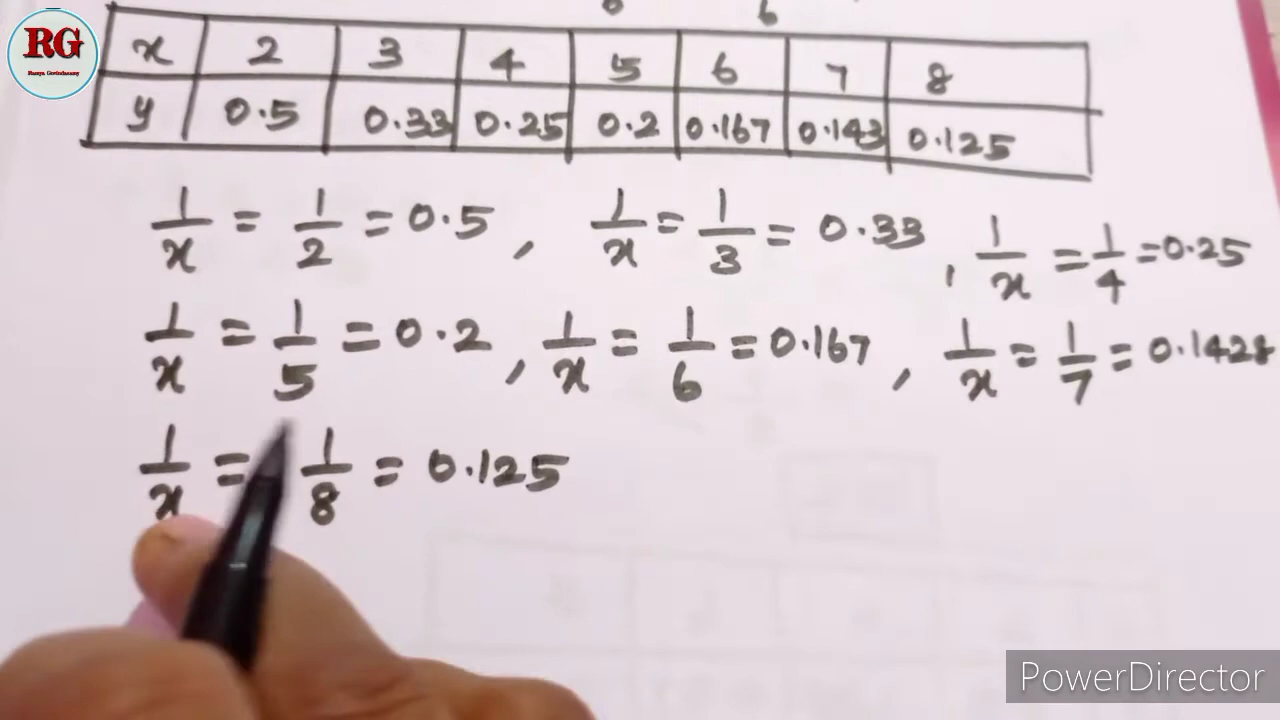 RG
Ramya Govindasamy
6
x 2 3 4 5 6 7 8
y 0.5 0.33 0.25 0.2 0.167 0.143 0.125
1/x = 1/2 = 0.5 , 1/x = 1/3 = 0.33 , 1/x = 1/4 = 0.25
1/x = 1/5 = 0.2 , 1/x = 1/6 = 0.167 , 1/x = 1/7 = 0.1428
1/x = 1/8 = 0.125
PowerDirector